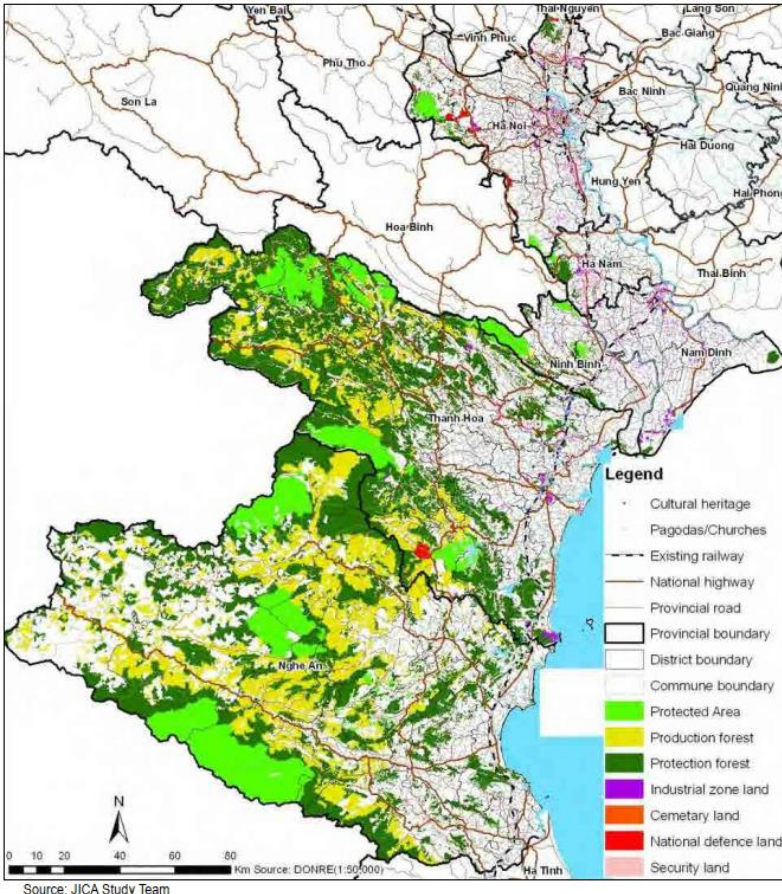 Yen Bai
Thai Nguyen
Lang Son
Vinh Phuc
Bac Giang
Phu Tho
Son La
Bac Ninh
Quang Ninh
Ha Noi
Hai Duong
Hung Yen
Hai Phong
Hoa Binh
Ha Nam
Thai Binh
Nam Dinh
Ninh Binh
Thanh Hoa
Nghe An
Ha Tinh
Legend
Cultural heritage
Pagodas/Churches
Existing railway
National highway
Provincial road
Provincial boundary
District boundary
Commune boundary
Protected Area
Production forest
Protection forest
Industrial zone land
Cemetary land
National defence land
Security land
N
0 10 20 40 60 80
Km Source: DONRE(1:50,000)
Source: JICA Study Team